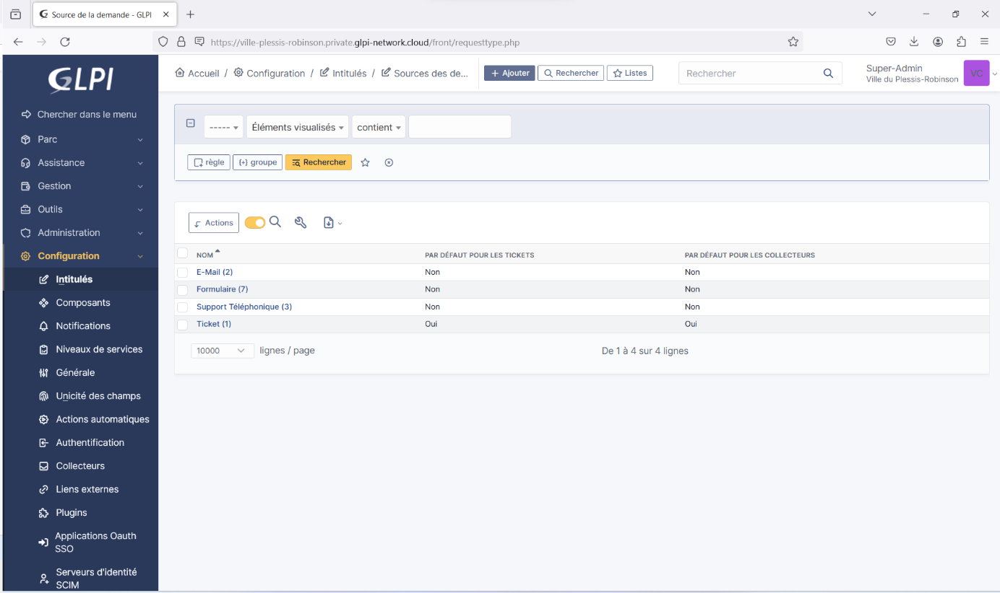 Source de la demande - GLPI
https://ville-plessis-robinson.private.glpi-network.cloud/front/requesttype.php
GLPI
Accueil / Configuration / Intitulés / Sources des de...
Ajouter
Rechercher
Listes
Rechercher
Super-Admin
Ville du Plessis-Robinson
VC
Chercher dans le menu
Parc
Assistance
Gestion
Outils
Administration
Configuration
Intitulés
Composants
Notifications
Niveaux de services
Générale
Unicité des champs
Actions automatiques
Authentification
Collecteurs
Liens externes
Plugins
Applications Oauth
SSO
Serveurs d'identité
SCIM
----- Éléments visualisés contient
règle (+) groupe Rechercher
Actions
NOM PAR DÉFAUT POUR LES TICKETS PAR DÉFAUT POUR LES COLLECTEURS
E-Mail (2) Non Non
Formulaire (7) Non Non
Support Téléphonique (3) Non Non
Ticket (1) Oui Oui
10000 lignes / page De 1 à 4 sur 4 lignes